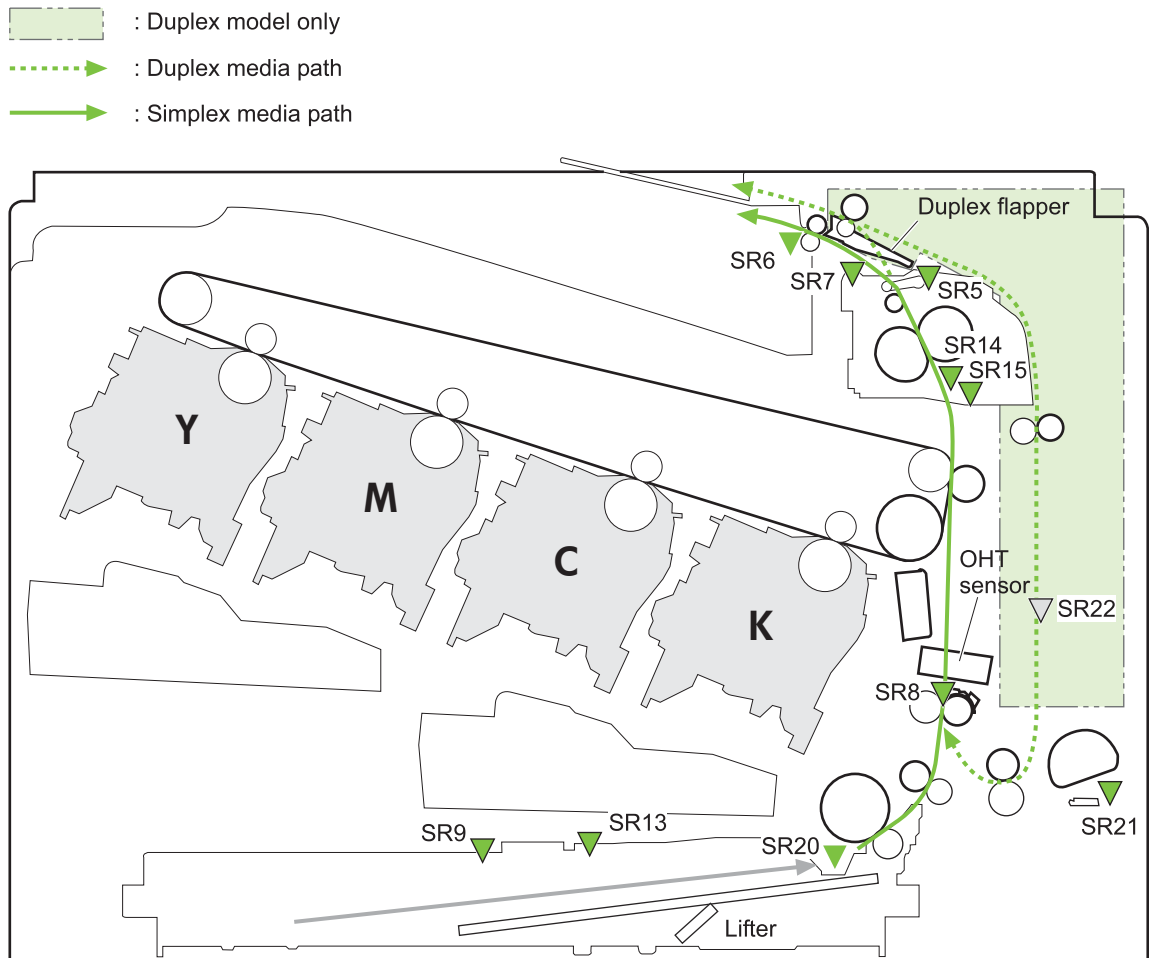 : Duplex model only
: Duplex media path
: Simplex media path
Duplex flapper
SR6
SR7
SR5
SR14
SR15
Y
M
C
K
OHT
sensor
SR22
SR8
SR9
SR13
SR20
SR21
Lifter